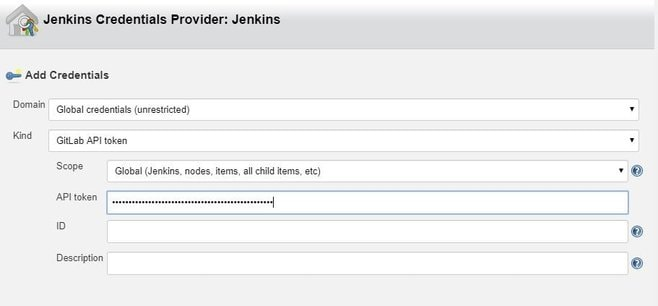 Jenkins Credentials Provider: Jenkins
Add Credentials
Domain Global credentials (unrestricted)
Kind GitLab API token
Scope Global (Jenkins, nodes, items, all child items, etc)
API token ••••••••••••••••••••••••••••••••••••••••••••••••
ID
Description